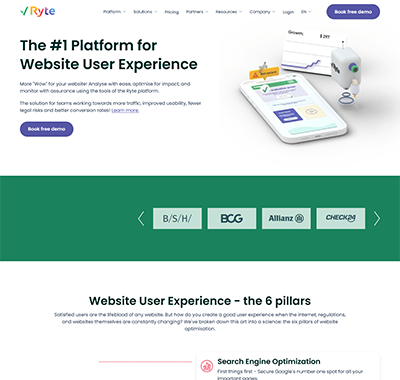 Ryte
Platform Solutions Pricing Partners Resources Company Login EN Book free demo
The #1 Platform for
Website User Experience
More "Wow" for your website! Analyse with ease, optimise for impact, and
monitor with assurance using the tools of the Ryte platform.
The solution for teams working towards more traffic, improved usability, fewer
legal risks and better conversion rates! Learn more.
Book free demo
Growth:
B/S/H/ BCG Allianz CHECK24
Website User Experience - the 6 pillars
Satisfied users are the lifeblood of any website. But how do you create a good user experience when the internet, regulations,
and websites themselves are constantly changing? We've broken down this art into a science: the six pillars of website
optimisation.
Search Engine Optimization
First things first - Secure Google's number one spot for all your
important pages.